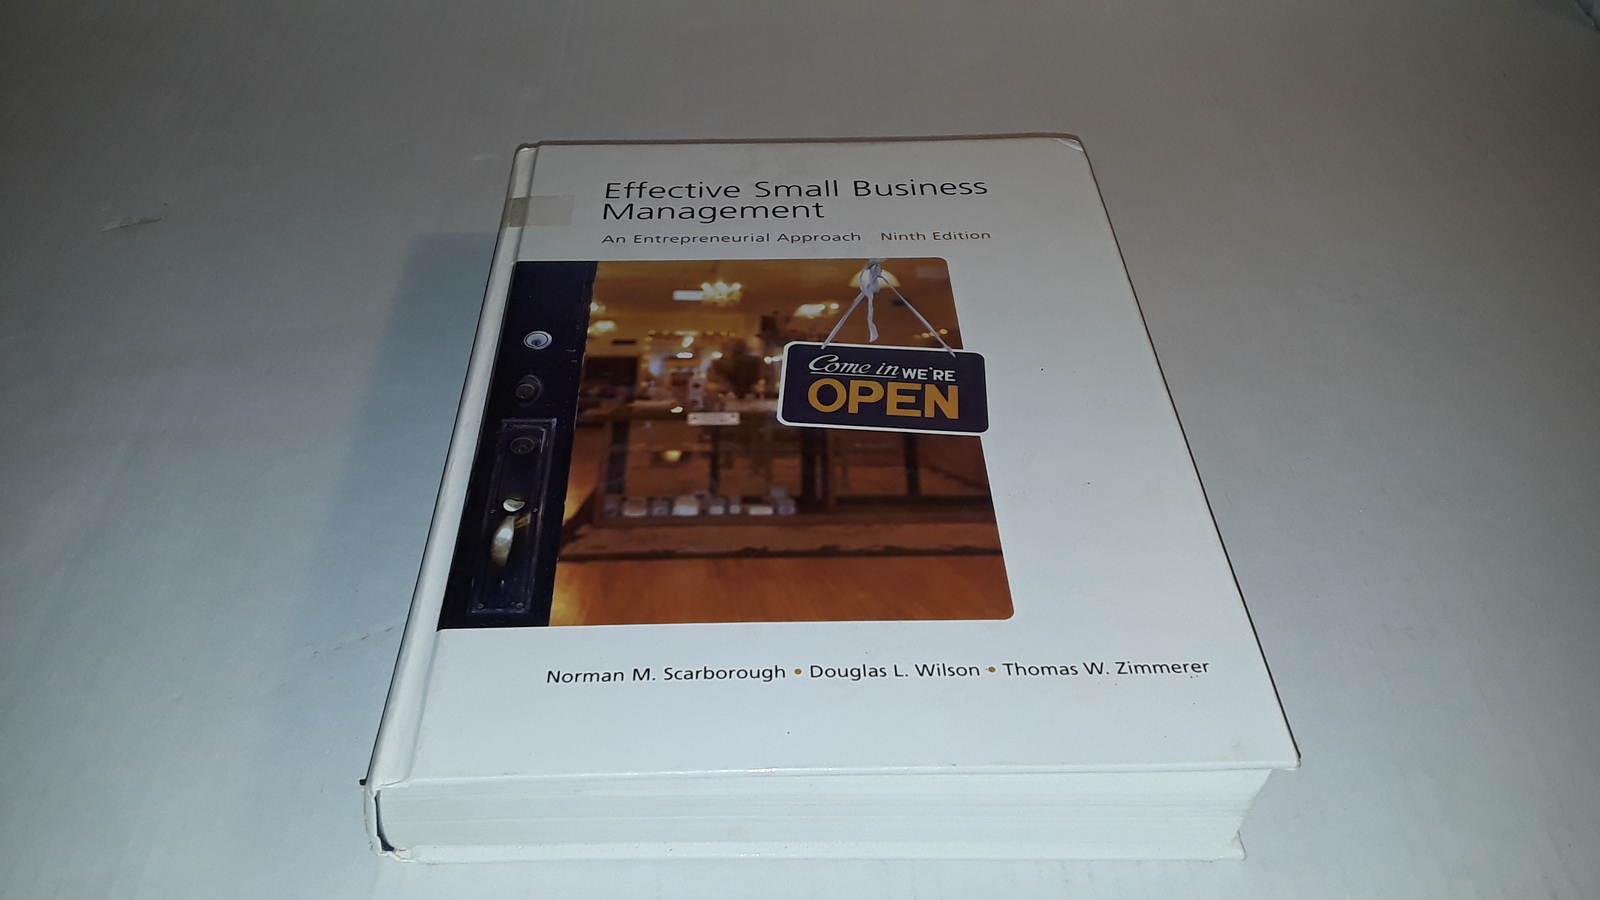 Effective Small Business
Management
An Entrepreneurial Approach Ninth Edition
Come in WE'RE
OPEN
Norman M. Scarborough • Douglas L. Wilson • Thomas W. Zimmerer